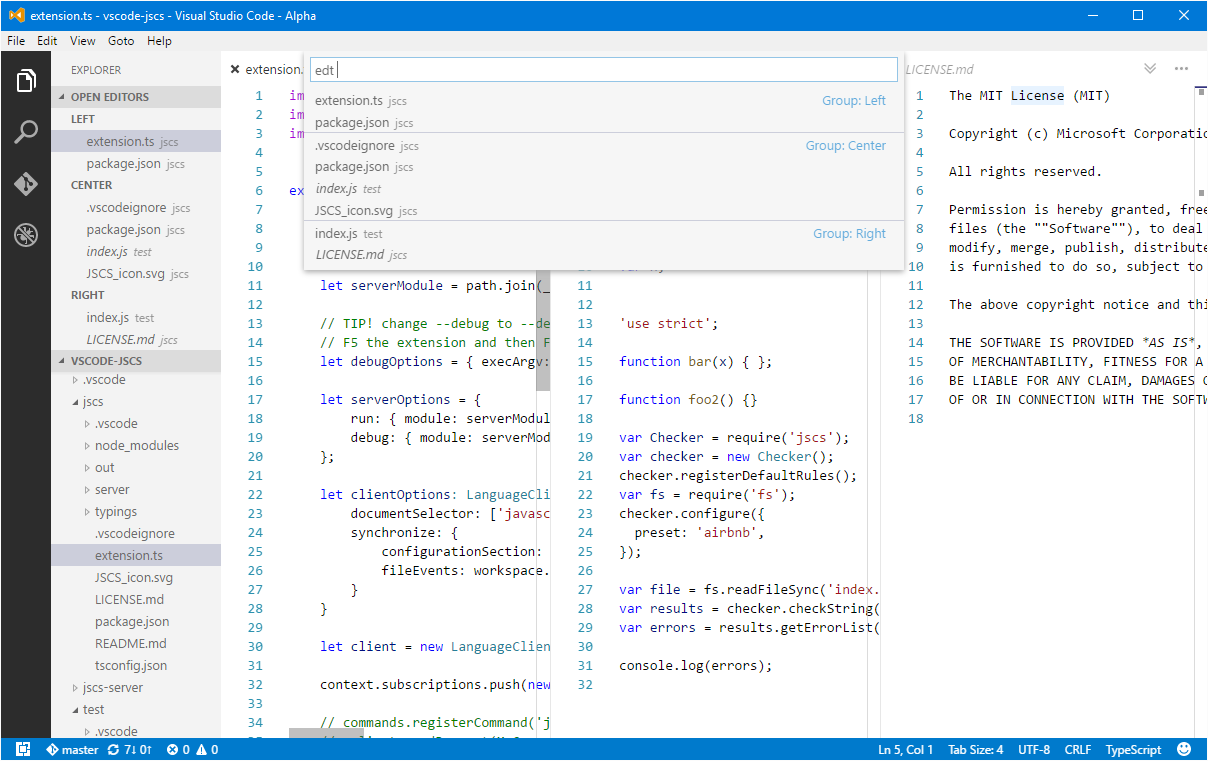 extension.ts - vscode-jscs - Visual Studio Code - Alpha
File Edit View Goto Help
EXPLORER
OPEN EDITORS
LEFT
extension.ts jscs
package.json jscs
CENTER
.vscodeignore jscs
package.json jscs
index.js test
JSCS_icon.svg jscs
RIGHT
index.js test
LICENSE.md jscs
VSCODE-JSCS
.vscode
jscs
.vscode
node_modules
out
server
typings
.vscodeignore
extension.ts
JSCS_icon.svg
LICENSE.md
package.json
README.md
tsconfig.json
jscs-server
test
.vscode
edt
extension.ts jscs Group: Left
package.json jscs
.vscodeignore jscs Group: Center
package.json jscs
index.js test
JSCS_icon.svg jscs
index.js test Group: Right
LICENSE.md jscs
extension.
1 im
2 im
3 im
4
5
6 ex
7
8
9
10
11 let serverModule = path.join(_
12
13 // TIP! change --debug to --de
14 // F5 the extension and then F
15 let debugOptions = { execArgv:
16
17 let serverOptions = {
18 run: { module: serverModul
19 debug: { module: serverMod
20 };
21
22 let clientOptions: LanguageCli
23 documentSelector: ['javasc
24 synchronize: {
25 configurationSection:
26 fileEvents: workspace.
27 }
28 }
29
30 let client = new LanguageClien
31
32 context.subscriptions.push(new
33
34 // commands.registerCommand('j
11
12
13 'use strict';
14
15 function bar(x) { };
16
17 function foo2() {}
18
19 var Checker = require('jscs');
20 var checker = new Checker();
21 checker.registerDefaultRules();
22 var fs = require('fs');
23 checker.configure({
24 preset: 'airbnb',
25 });
26
27 var file = fs.readFileSync('index.
28 var results = checker.checkString(
29 var errors = results.getErrorList(
30
31 console.log(errors);
32
LICENSE.md
1 The MIT License (MIT)
2
3 Copyright (c) Microsoft Corporatio
4
5 All rights reserved.
6
7 Permission is hereby granted, free
8 files (the ""Software""), to deal
9 modify, merge, publish, distribute
10 is furnished to do so, subject to
11
12 The above copyright notice and thi
13
14 THE SOFTWARE IS PROVIDED *AS IS*,
15 OF MERCHANTABILITY, FITNESS FOR A
16 BE LIABLE FOR ANY CLAIM, DAMAGES O
17 OF OR IN CONNECTION WITH THE SOFTW
18
master 7↓ 0↑ 0 0 Ln 5, Col 1 Tab Size: 4 UTF-8 CRLF TypeScript